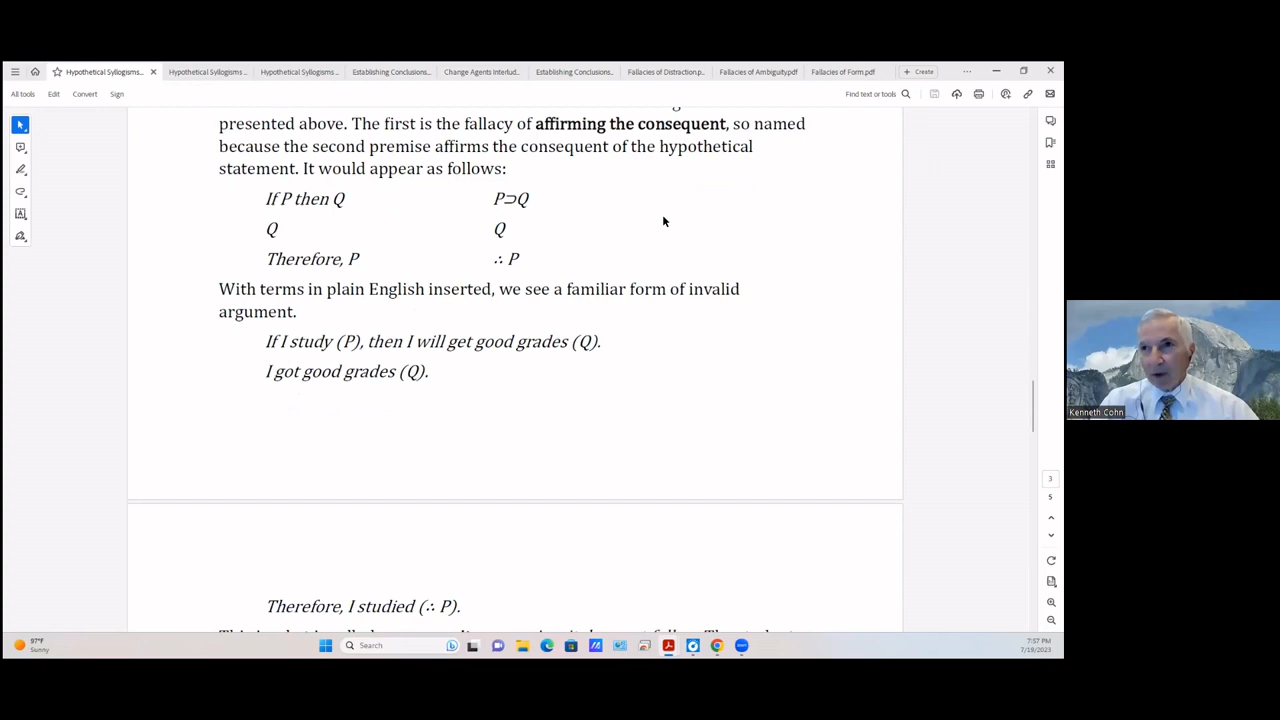 Hypothetical Syllogisms...
Hypothetical Syllogisms ...
Hypothetical Syllogisms ...
Establishing Conclusions...
Change Agents Interlud...
Establishing Conclusions...
Fallacies of Distraction.p...
Fallacies of Ambiguity.pdf
Fallacies of Form.pdf
+ Create
All tools Edit Convert Sign
Find text or tools
presented above. The first is the fallacy of affirming the consequent, so named
because the second premise affirms the consequent of the hypothetical
statement. It would appear as follows:
If P then Q P⊃Q
Q Q
Therefore, P ∴ P
With terms in plain English inserted, we see a familiar form of invalid
argument.
If I study (P), then I will get good grades (Q).
I got good grades (Q).
Kenneth Cohn
3
5
Therefore, I studied (∴ P).
97°F
Sunny
Search
7:57 PM
7/19/2023